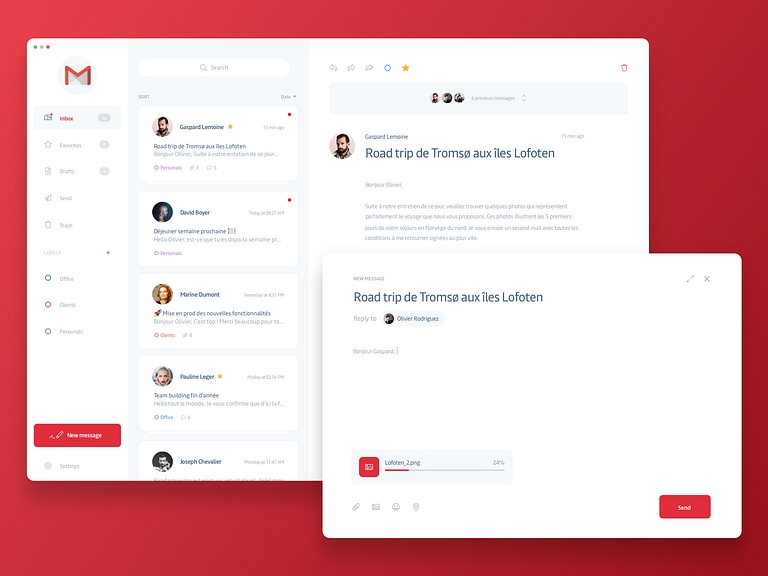 Inbox
Favorites
Drafts
Send
Trash
LABELS +
Office
Clients
Personals
New message
Settings
Search
SORT
Date
Gaspard Lemoine
15 min ago
Road trip de Tromsø aux îles Lofoten
Bonjour Olivier, Suite à notre entretien de ce jour...
Personals 3 5
David Boyer
Today at 08:21 AM
Déjeuner semaine prochaine 🍽
Hello Olivier, est-ce que tu es dispo la semaine pr...
Personals
Marine Dumont
Yesterday at 4:31 PM
🚀 Mise en prod des nouvelles fonctionnalités
Bonjour Olivier, C'est top ! Merci beaucoup pour to...
Clients 4
Pauline Leger
Monday at 02:54 PM
Team building fin d'année
Hello tout le monde, Je vous confirme que d'ici la f...
Office 4
Joseph Chevalier
Monday at 11:47 AM
6 previous messages
Gaspard Lemoine
15 min ago
Road trip de Tromsø aux îles Lofoten
Bonjour Olivier,
Suite à notre entretien de ce jour, veuillez trouver quelques photos qui représentent
parfaitement le voyage que nous vous proposons. Ces photos illustrent les 5 premiers
jours de votre séjours en Norvège du nord. Je vous envoie un second mail avec toutes les
conditions à me retourner signées au plus vite.
NEW MESSAGE
Road trip de Tromsø aux îles Lofoten
Reply to Olivier Rodriguez
Bonjour Gaspard,
Lofoten_2.png 24%
Send